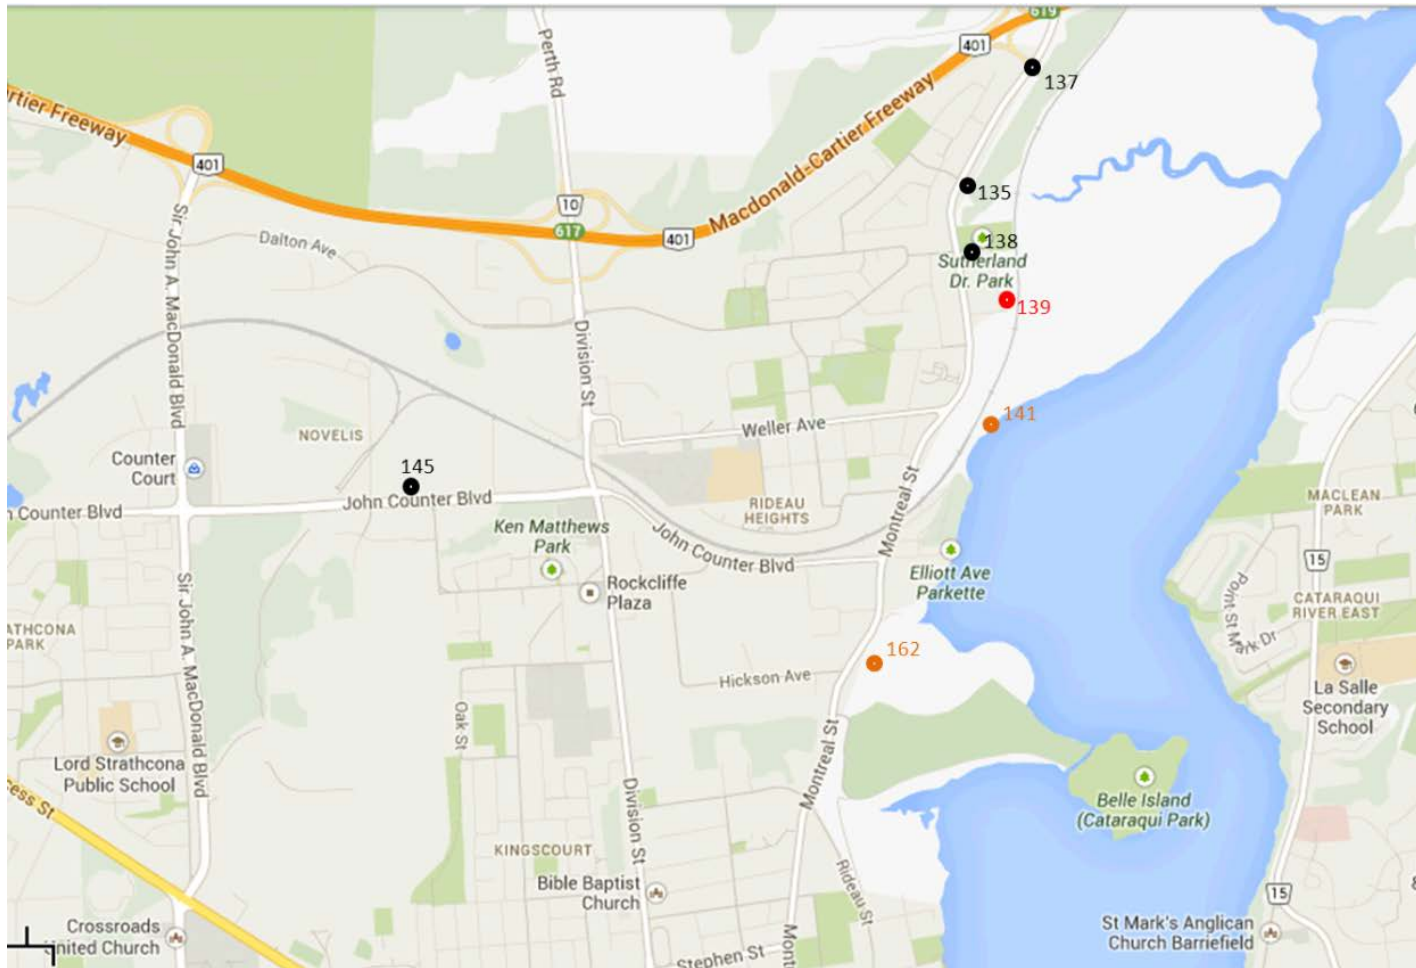 619
401
137
Perth Rd
rtier Freeway
401
Macdonald-Cartier Freeway
135
10
617
401
Sir John A. MacDonald Blvd
Dalton Ave
138
Sutherland
Dr. Park
139
Division St
141
Weller Ave
NOVELIS
Counter
Court
145
John Counter Blvd
n Counter Blvd
RIDEAU
HEIGHTS
Montreal St
MACLEAN
PARK
Ken Matthews
Park
John Counter Blvd
15
Elliott Ave
Parkette
Rockcliffe
Plaza
Point St Mark Dr
CATARAQUI
RIVER EAST
ATHCONA
PARK
Sir John A. MacDonald Blvd
162
Hickson Ave
La Salle
Secondary
School
Oak St
Montreal St
Lord Strathcona
Public School
cess St
Division St
Belle Island
(Cataraqui Park)
KINGSCOURT
Rideau St
Bible Baptist
Church
15
Crossroads
United Church
St Mark's Anglican
Church Barriefield
Stephen St
Mont